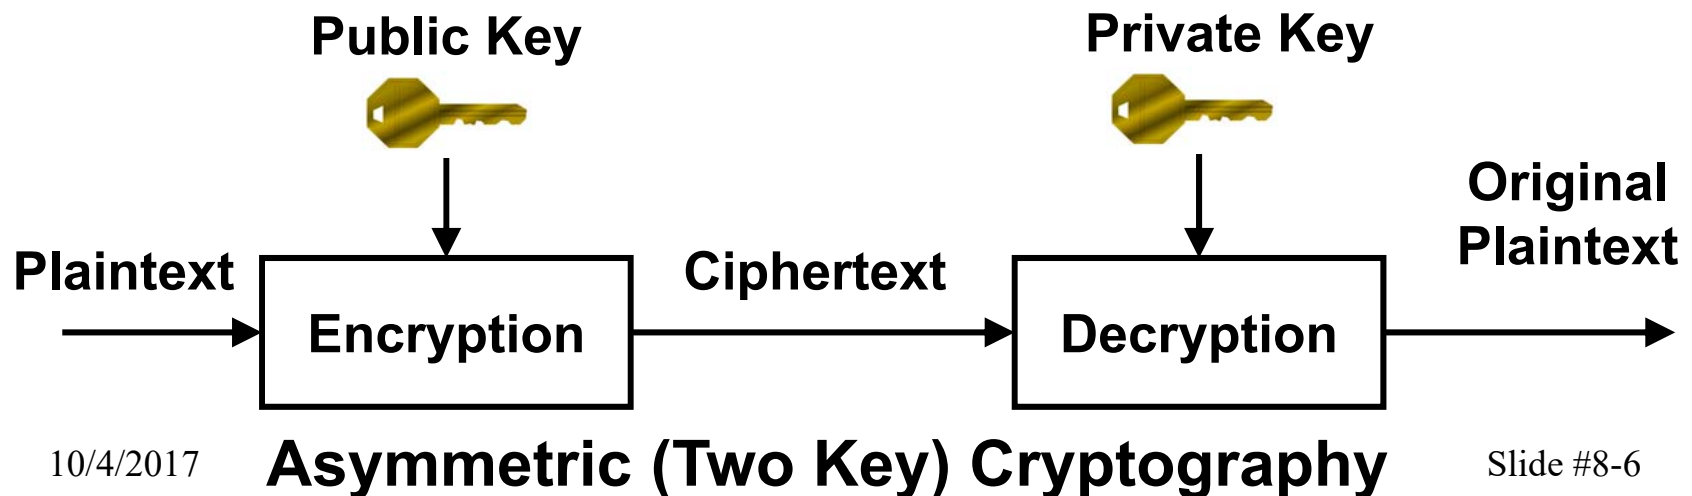 Public Key
Private Key
Original
Plaintext
Plaintext
Ciphertext
Encryption
Decryption
10/4/2017
Asymmetric (Two Key) Cryptography
Slide #8-6